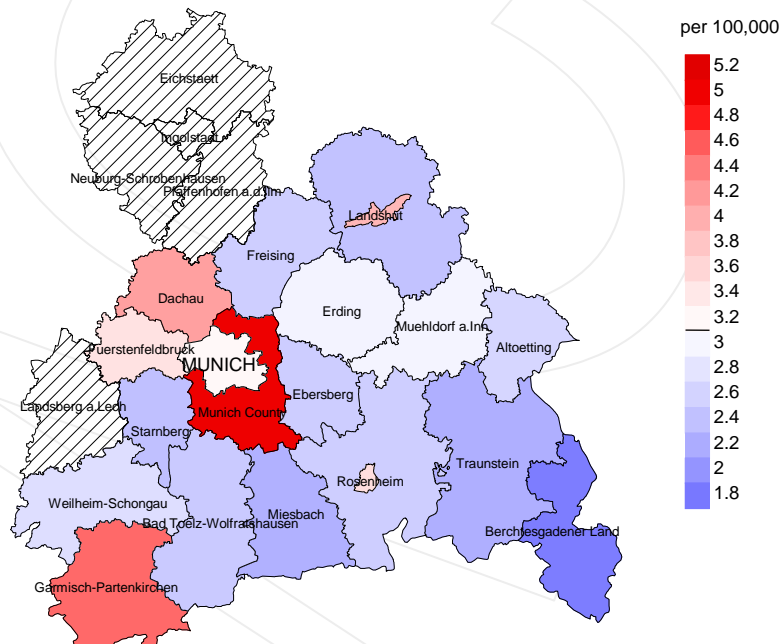 per 100,000
5.2
5
4.8
4.6
4.4
4.2
4
3.8
3.6
3.4
3.2
3
2.8
2.6
2.4
2.2
2
1.8
Eichstaett
Ingolstadt
Neuburg-Schrobenhausen
Pfaffenhofen a.d.Ilm
Landshut
Freising
Dachau
Erding
Muehldorf a.Inn
Altoetting
Fuerstenfeldbruck
MUNICH
Ebersberg
Landsberg a.Lech
Munich County
Starnberg
Traunstein
Rosenheim
Weilheim-Schongau
Miesbach
Bad Toelz-Wolfratshausen
Berchtesgadener Land
Garmisch-Partenkirchen